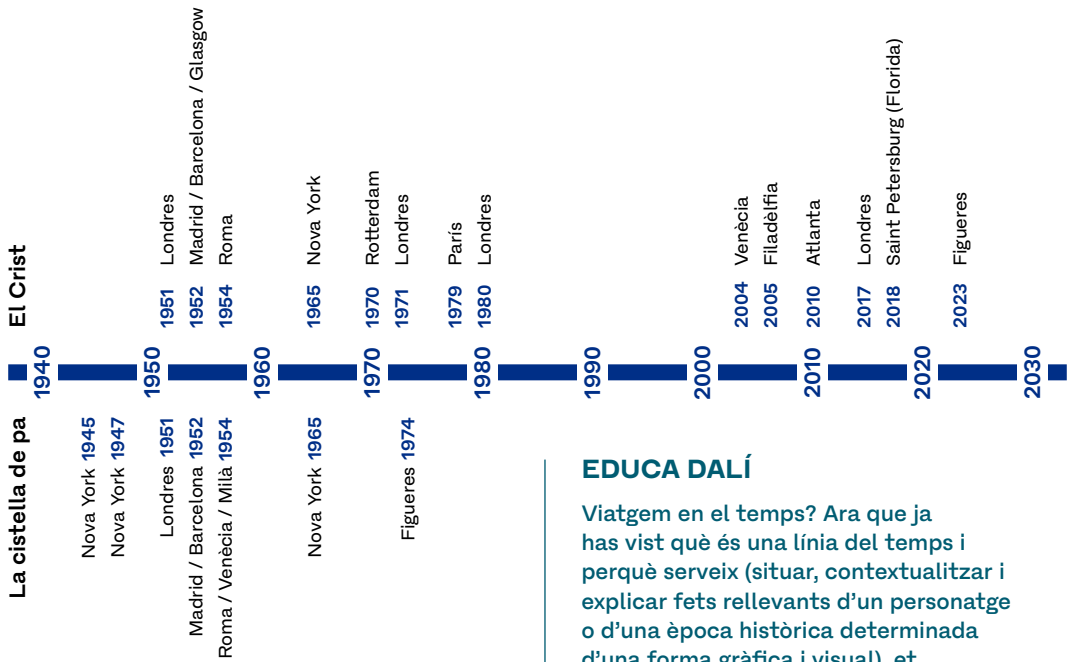 El Crist
1951 Londres
1952 Madrid / Barcelona / Glasgow
1954 Roma
1965 Nova York
1970 Rotterdam
1971 Londres
1979 París
1980 Londres
2004 Venècia
2005 Filadèlfia
2010 Atlanta
2017 Londres
2018 Saint Petersburg (Florida)
2023 Figueres
1940
1950
1960
1970
1980
1990
2000
2010
2020
2030
La cistella de pa
Nova York 1945
Nova York 1947
Londres 1951
Madrid / Barcelona 1952
Roma / Venècia / Milà 1954
Nova York 1965
Figueres 1974
EDUCA DALÍ
Viatgem en el temps? Ara que ja
has vist què és una línia del temps i
perquè serveix (situar, contextualitzar i
explicar fets rellevants d'un personatge
o d'una època històrica determinada
d'una forma gràfica i visual), et